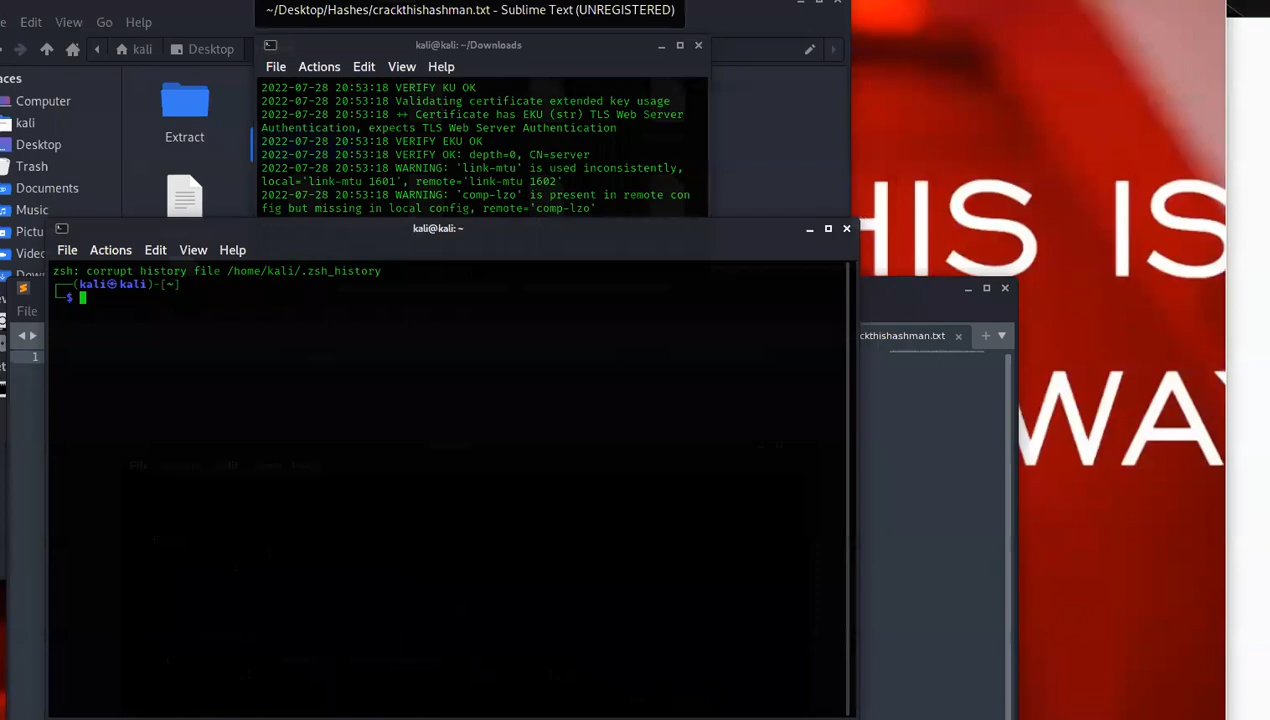 ~/Desktop/Hashes/crackthishashman.txt - Sublime Text (UNREGISTERED)
Edit View Go Help
kali Desktop
aces
Computer
kali
Desktop
Trash
Documents
Music
Pictu
Video
Down
Extract
kali@kali: ~/Downloads
File Actions Edit View Help
2022-07-28 20:53:18 VERIFY KU OK
2022-07-28 20:53:18 Validating certificate extended key usage
2022-07-28 20:53:18 ++ Certificate has EKU (str) TLS Web Server
Authentication, expects TLS Web Server Authentication
2022-07-28 20:53:18 VERIFY EKU OK
2022-07-28 20:53:18 VERIFY OK: depth=0, CN=server
2022-07-28 20:53:18 WARNING: 'link-mtu' is used inconsistently,
local='link-mtu 1601', remote='link-mtu 1602'
2022-07-28 20:53:18 WARNING: 'comp-lzo' is present in remote con
fig but missing in local config, remote='comp-lzo'
kali@kali: ~
File Actions Edit View Help
zsh: corrupt history file /home/kali/.zsh_history
┌──(kali㉿kali)-[~]
└─$
File
ckthishashman.txt
1
HIS IS
WAY